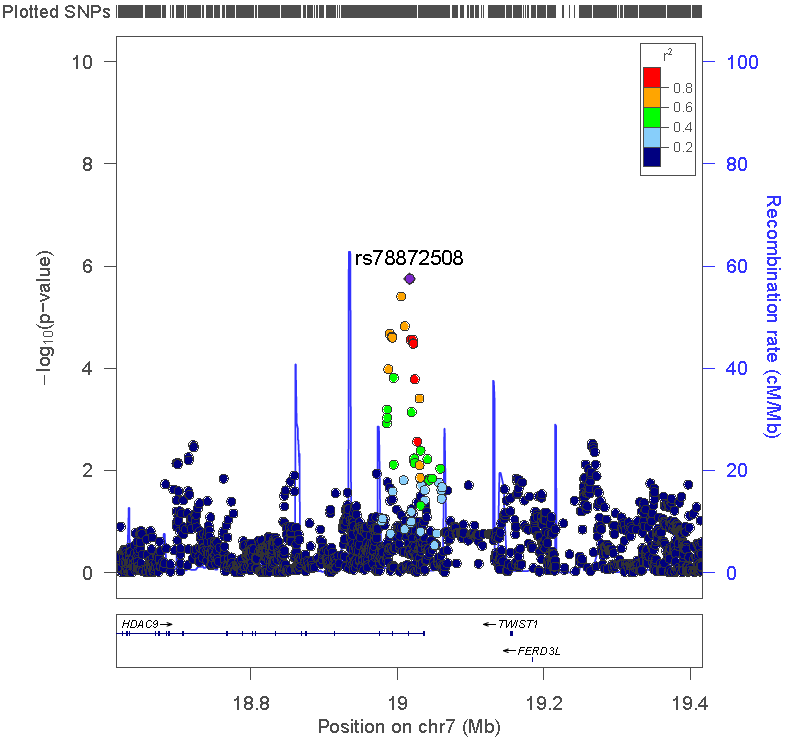 Plotted SNPs
10
8
6
4
2
0
−log10(p−value)
100
80
60
40
20
0
Recombination rate (cM/Mb)
r2
0.8
0.6
0.4
0.2
rs78872508
HDAC9→
←TWIST1
←FERD3L
18.8
19
19.2
19.4
Position on chr7 (Mb)